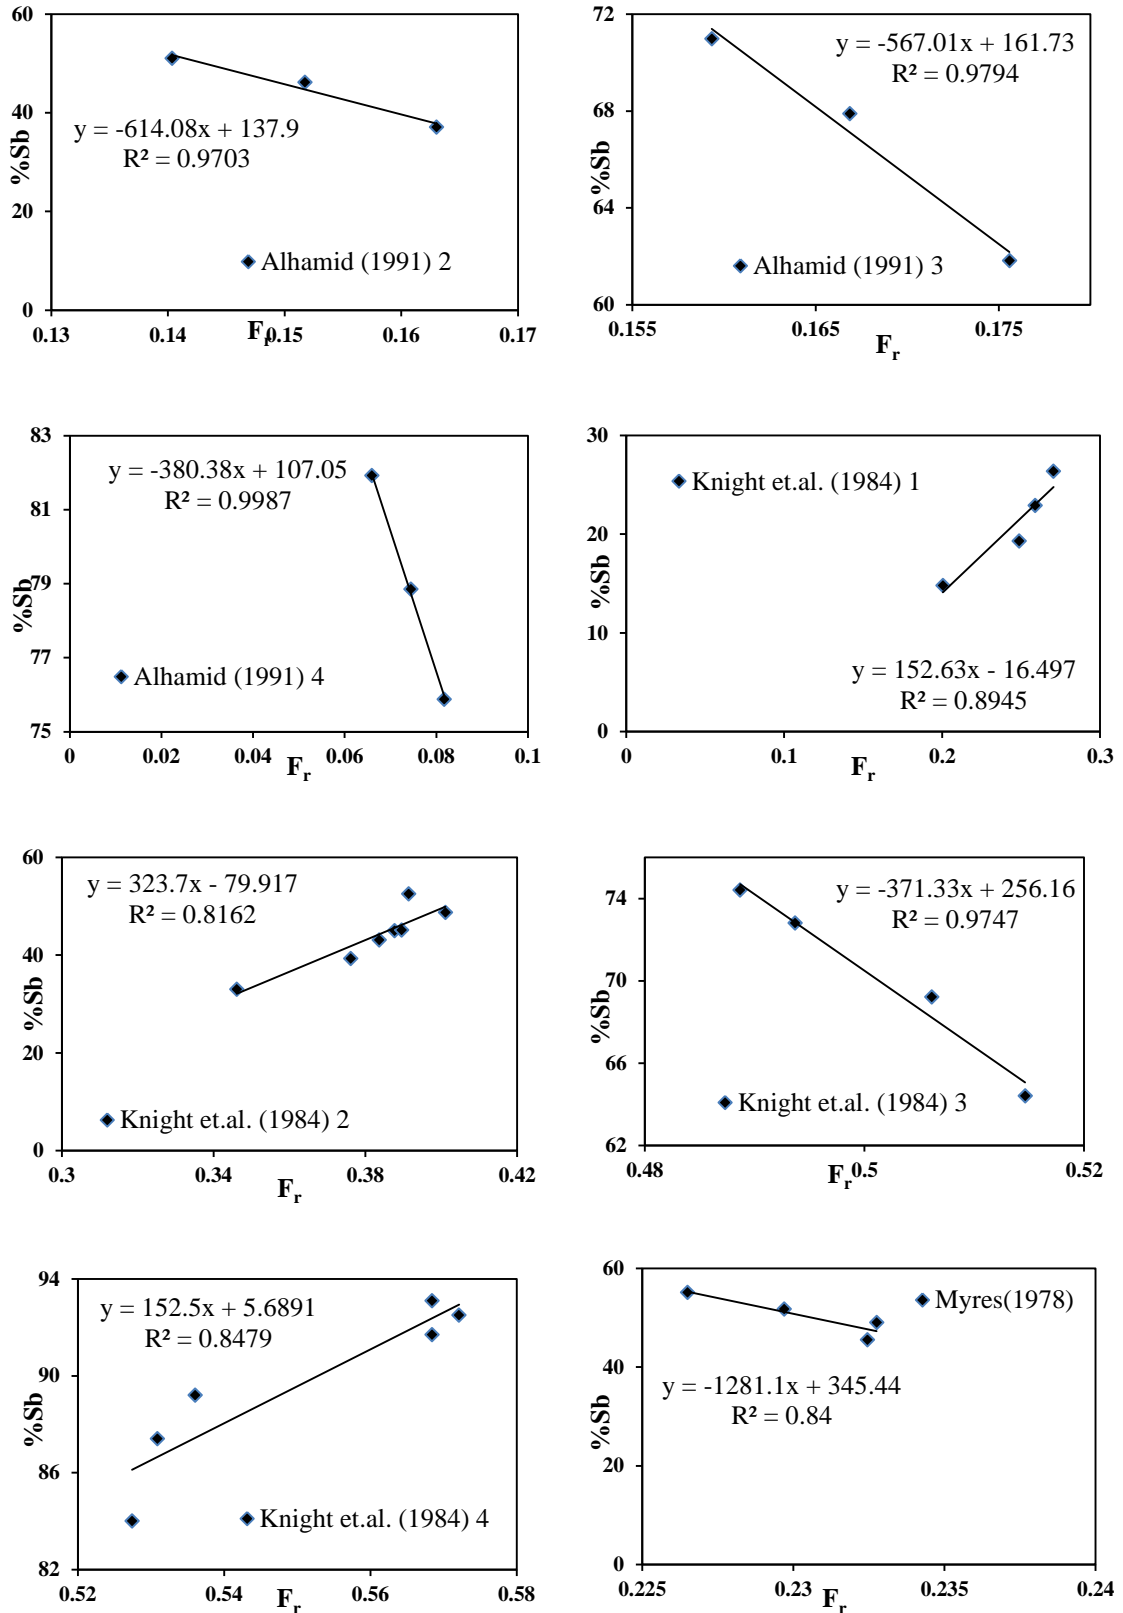 60
40
20
0
%Sb
y = -614.08x + 137.9
R² = 0.9703
Alhamid (1991) 2
0.13 0.14 0.15 0.16 0.17
Fr
72
68
64
60
%Sb
y = -567.01x + 161.73
R² = 0.9794
Alhamid (1991) 3
0.155 0.165 0.175
Fr
83
81
79
77
75
%Sb
y = -380.38x + 107.05
R² = 0.9987
Alhamid (1991) 4
0 0.02 0.04 0.06 0.08 0.1
Fr
30
20
10
0
%Sb
Knight et.al. (1984) 1
y = 152.63x - 16.497
R² = 0.8945
0 0.1 0.2 0.3
Fr
60
40
20
0
%Sb
y = 323.7x - 79.917
R² = 0.8162
Knight et.al. (1984) 2
0.3 0.34 0.38 0.42
Fr
74
70
66
62
%Sb
y = -371.33x + 256.16
R² = 0.9747
Knight et.al. (1984) 3
0.48 0.5 0.52
Fr
94
90
86
82
%Sb
y = 152.5x + 5.6891
R² = 0.8479
Knight et.al. (1984) 4
0.52 0.54 0.56 0.58
Fr
60
40
20
0
%Sb
Myres(1978)
y = -1281.1x + 345.44
R² = 0.84
0.225 0.23 0.235 0.24
Fr